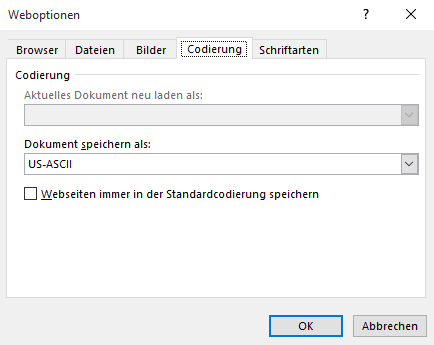 Weboptionen
Browser Dateien Bilder Codierung Schriftarten
Codierung
Aktuelles Dokument neu laden als:
Dokument speichern als:
US-ASCII
Webseiten immer in der Standardcodierung speichern
OK Abbrechen